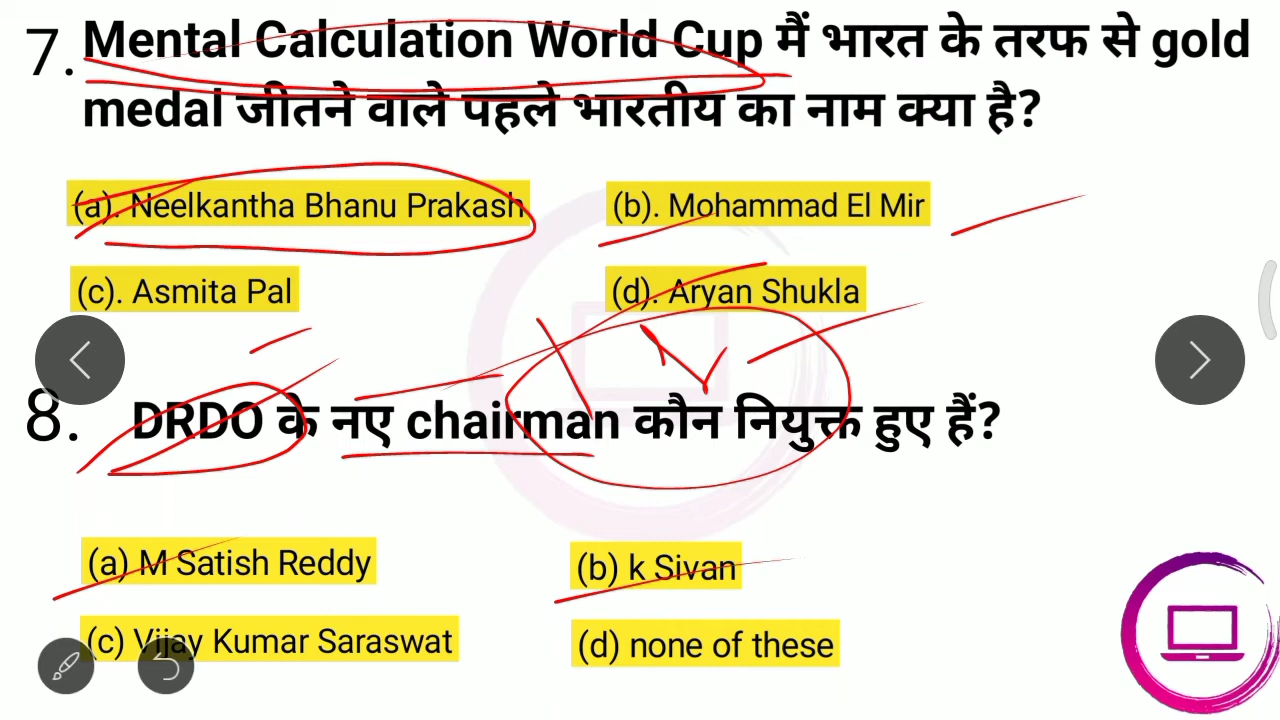 7. Mental Calculation World Cup मैं भारत के तरफ से gold
medal जीतने वाले पहले भारतीय का नाम क्या है?
(a). Neelkantha Bhanu Prakash (b). Mohammad El Mir
(c). Asmita Pal (d). Aryan Shukla
8. DRDO के नए chairman कौन नियुक्त हुए हैं?
(a) M Satish Reddy (b) k Sivan
(c) Vijay Kumar Saraswat (d) none of these